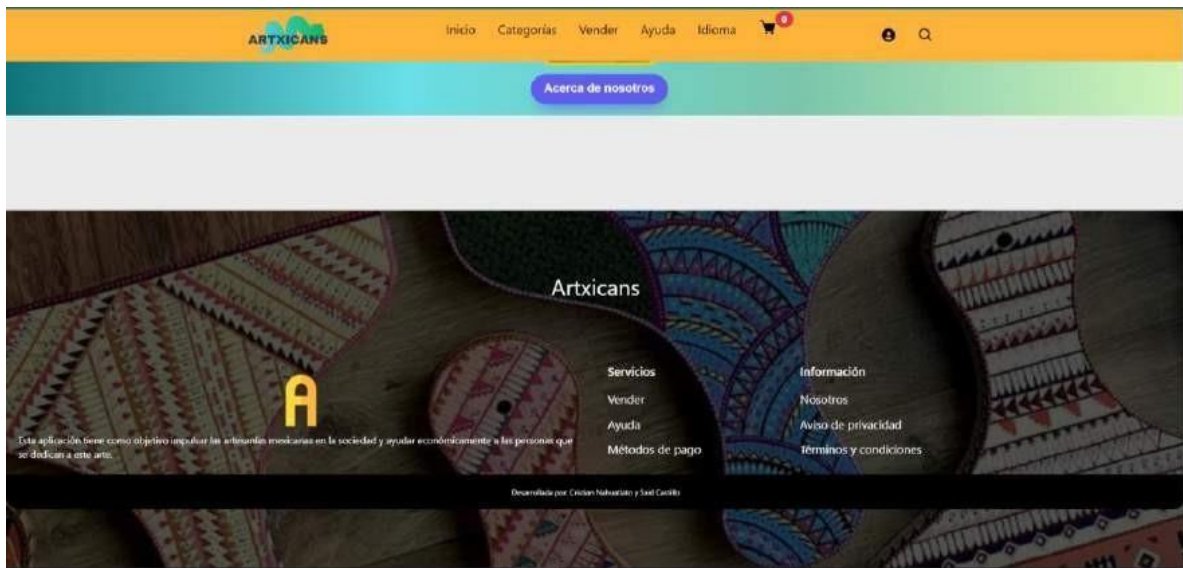 ARTXICANS
Inicio Categorías Vender Ayuda Idioma 0
Acerca de nosotros
Artxicans
A
Esta aplicación tiene como objetivo impulsar las artesanías mexicanas en la sociedad y ayudar económicamente a las personas que
se dedican a este arte.
Servicios
Vender
Ayuda
Métodos de pago
Información
Nosotros
Aviso de privacidad
Términos y condiciones
Desarrollada por: Cristian y Said Castillo